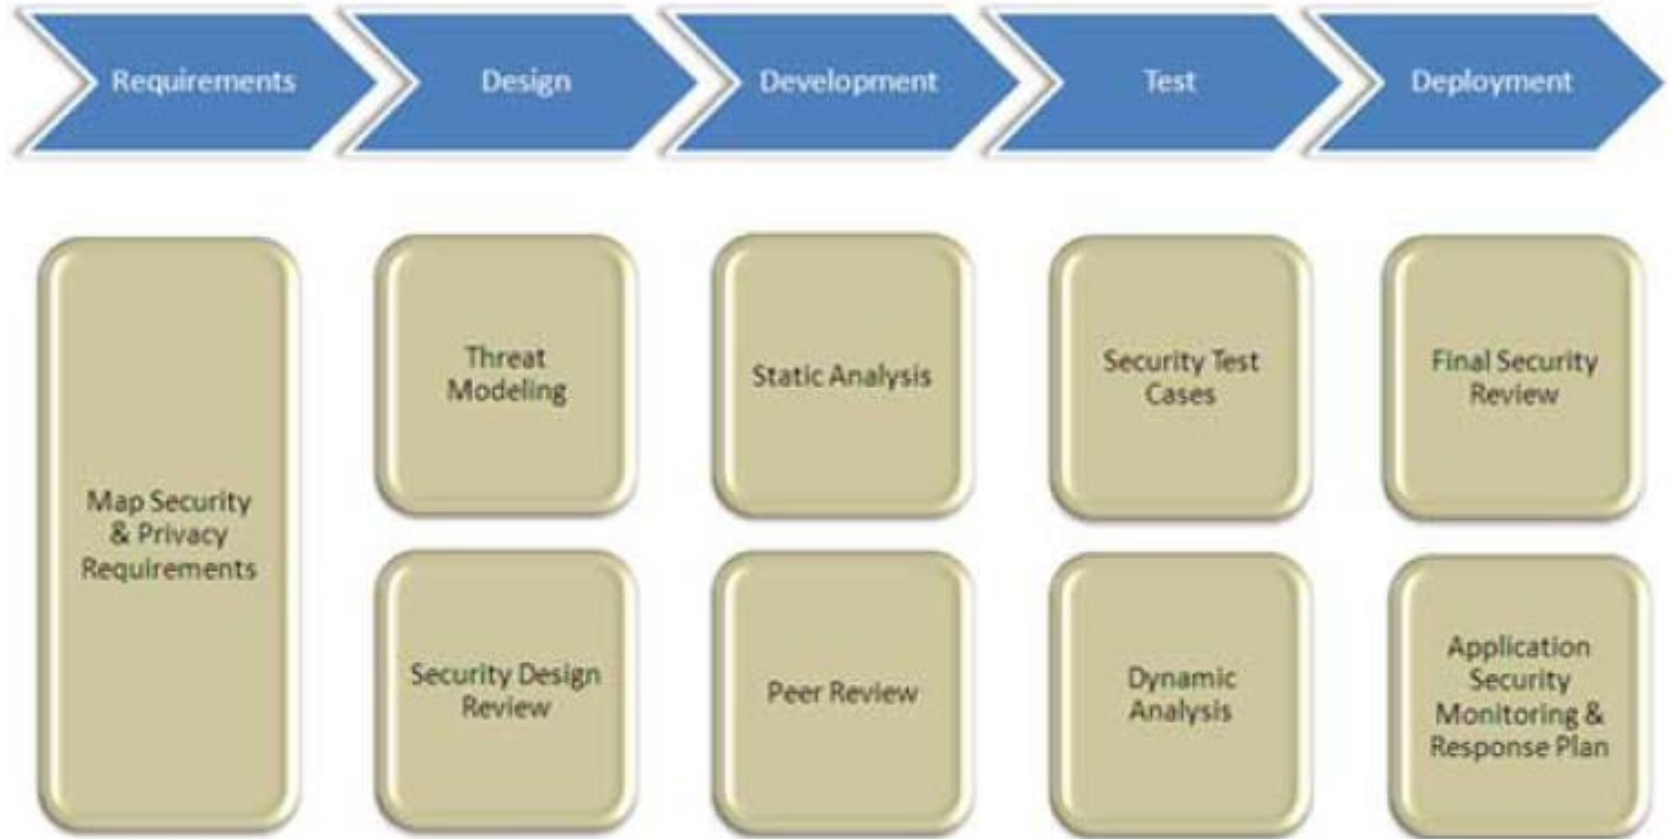 Requirements
Design
Development
Test
Deployment
Map Security
& Privacy
Requirements
Threat
Modeling
Security Design
Review
Static Analysis
Peer Review
Security Test
Cases
Dynamic
Analysis
Final Security
Review
Application
Security
Monitoring &
Response Plan